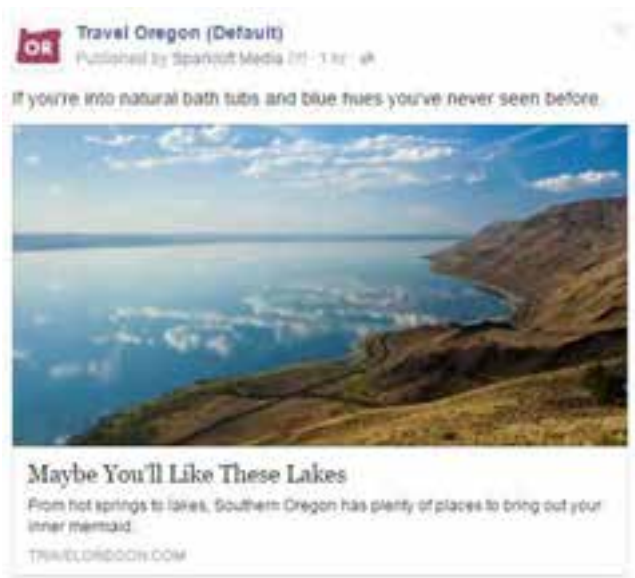 OR
Travel Oregon (Default)
Published by Sparkloft Media [?] · 1 hr ·
If you're into natural bath tubs and blue hues you've never seen before.
Maybe You'll Like These Lakes
From hot springs to lakes, Southern Oregon has plenty of places to bring out your
inner mermaid.
TRAVELOREGON.COM